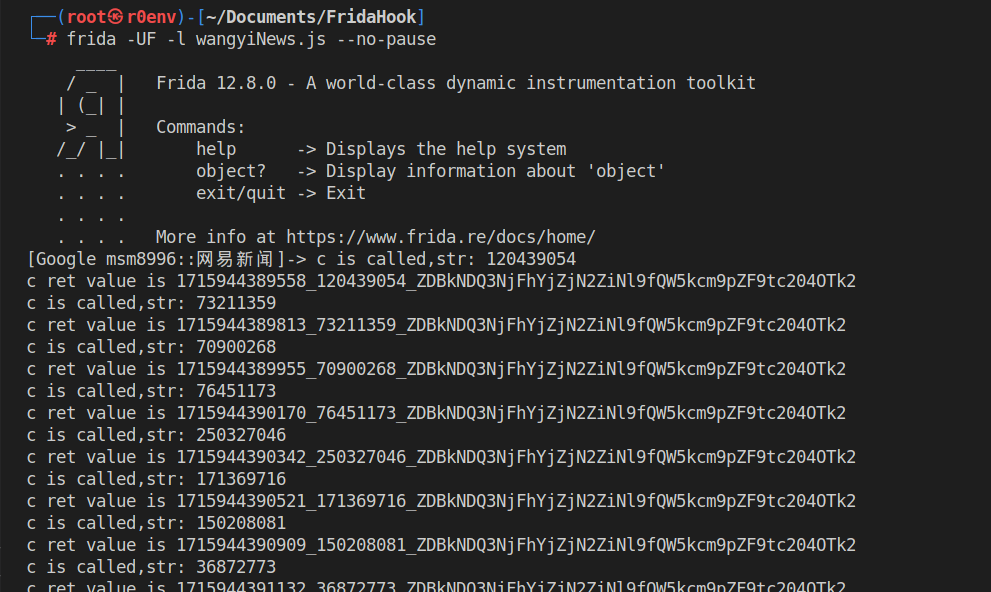 ┌──(root㉿r0env)-[~/Documents/FridaHook]
└─# frida -UF -l wangyiNews.js --no-pause
     ____
    / _  |   Frida 12.8.0 - A world-class dynamic instrumentation toolkit
   | (_| |
    > _  |   Commands:
   /_/ |_|       help      -> Displays the help system
   . . . .       object?   -> Display information about 'object'
   . . . .       exit/quit -> Exit
   . . . .
   . . . .   More info at https://www.frida.re/docs/home/
[Google msm8996::网易新闻]-> c is called,str: 120439054
c ret value is 1715944389558_120439054_ZDBkNDQ3NjFhYjZjN2ZiNl9fQW5kcm9pZF9tc204OTk2
c is called,str: 73211359
c ret value is 1715944389813_73211359_ZDBkNDQ3NjFhYjZjN2ZiNl9fQW5kcm9pZF9tc204OTk2
c is called,str: 70900268
c ret value is 1715944389955_70900268_ZDBkNDQ3NjFhYjZjN2ZiNl9fQW5kcm9pZF9tc204OTk2
c is called,str: 76451173
c ret value is 1715944390170_76451173_ZDBkNDQ3NjFhYjZjN2ZiNl9fQW5kcm9pZF9tc204OTk2
c is called,str: 250327046
c ret value is 1715944390342_250327046_ZDBkNDQ3NjFhYjZjN2ZiNl9fQW5kcm9pZF9tc204OTk2
c is called,str: 171369716
c ret value is 1715944390521_171369716_ZDBkNDQ3NjFhYjZjN2ZiNl9fQW5kcm9pZF9tc204OTk2
c is called,str: 150208081
c ret value is 1715944390909_150208081_ZDBkNDQ3NjFhYjZjN2ZiNl9fQW5kcm9pZF9tc204OTk2
c is called,str: 36872773
c ret value is 1715944391132_36872773_ZDBkNDQ3NjFhYjZjN2ZiNl9fQW5kcm9pZF9tc204OTk2